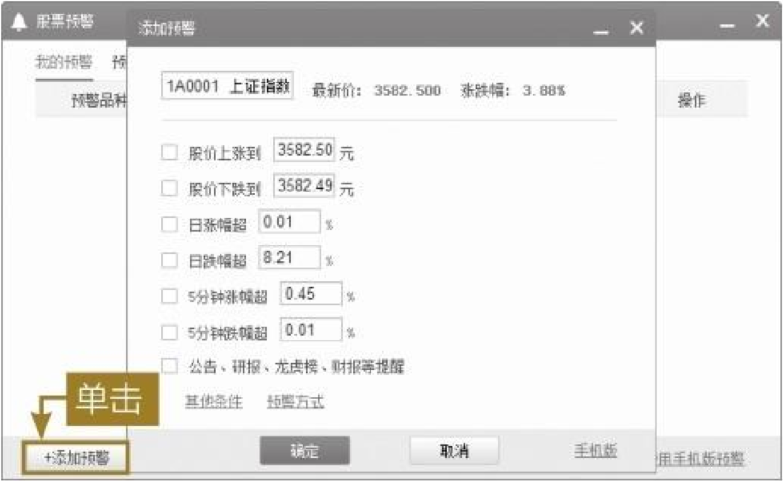 股票预警
添加预警
我的预警 预
预警品种
操作
1A0001 上证指数 最新价: 3582.500 涨跌幅: 3.88%
股价上涨到 3582.50 元
股价下跌到 3582.49 元
日涨幅超 0.01 %
日跌幅超 8.21 %
5分钟涨幅超 0.45 %
5分钟跌幅超 0.01 %
公告、研报、龙虎榜、财报等提醒
其他条件 预警方式
单击
+添加预警
确定 取消 手机版
用手机版预警